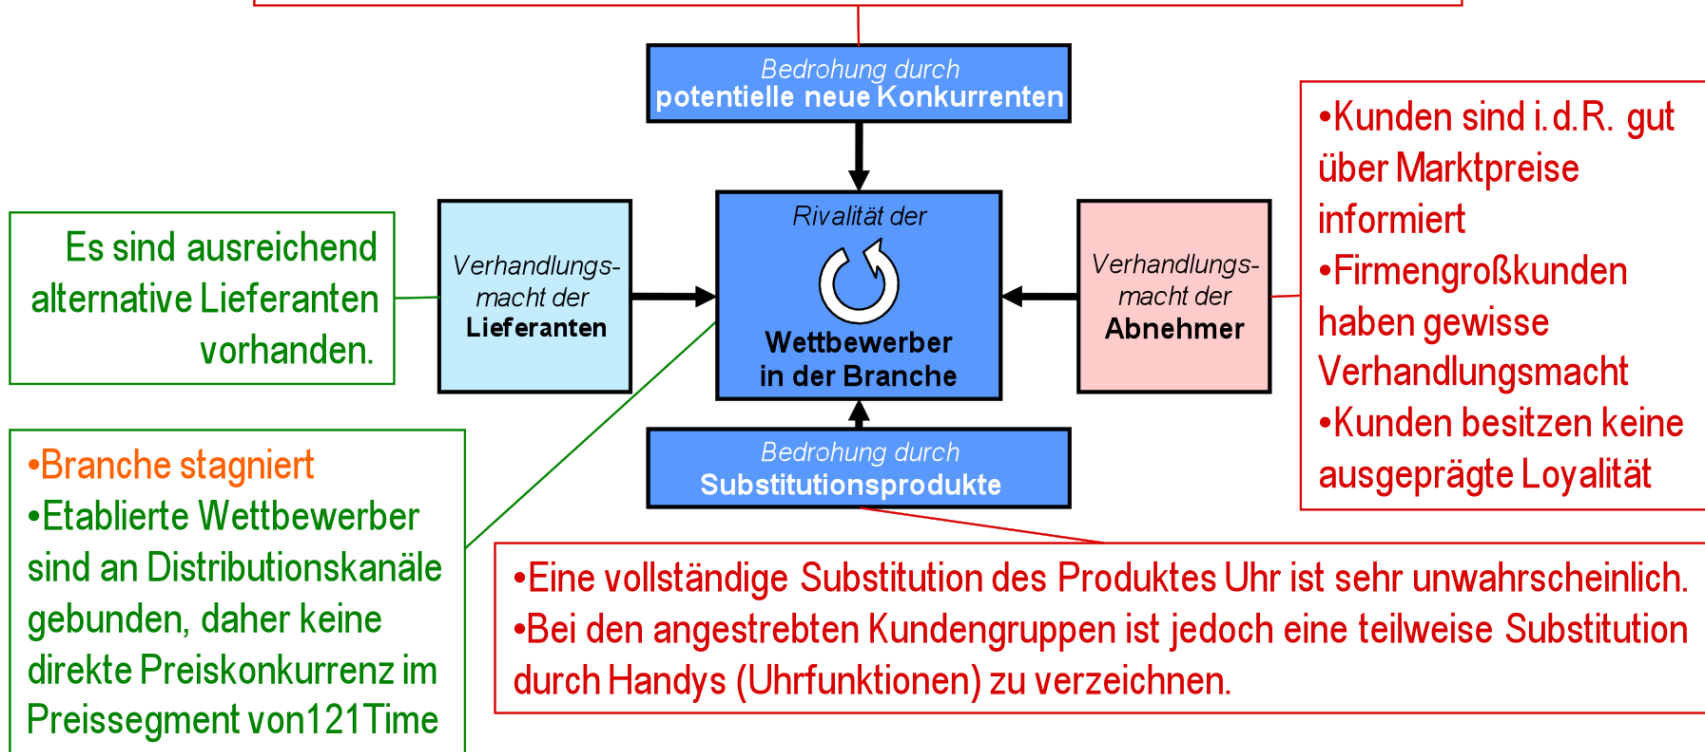 Bedrohung durch
potentielle neue Konkurrenten
Es sind ausreichend
alternative Lieferanten
vorhanden.
Verhandlungs-
macht der
Lieferanten
Rivalität der
Wettbewerber
in der Branche
Verhandlungs-
macht der
Abnehmer
•Kunden sind i.d.R. gut
über Marktpreise
informiert
•Firmengroßkunden
haben gewisse
Verhandlungsmacht
•Kunden besitzen keine
ausgeprägte Loyalität
Bedrohung durch
Substitutionsprodukte
•Branche stagniert
•Etablierte Wettbewerber
sind an Distributionskanäle
gebunden, daher keine
direkte Preiskonkurrenz im
Preissegment von121Time
•Eine vollständige Substitution des Produktes Uhr ist sehr unwahrscheinlich.
•Bei den angestrebten Kundengruppen ist jedoch eine teilweise Substitution
durch Handys (Uhrfunktionen) zu verzeichnen.